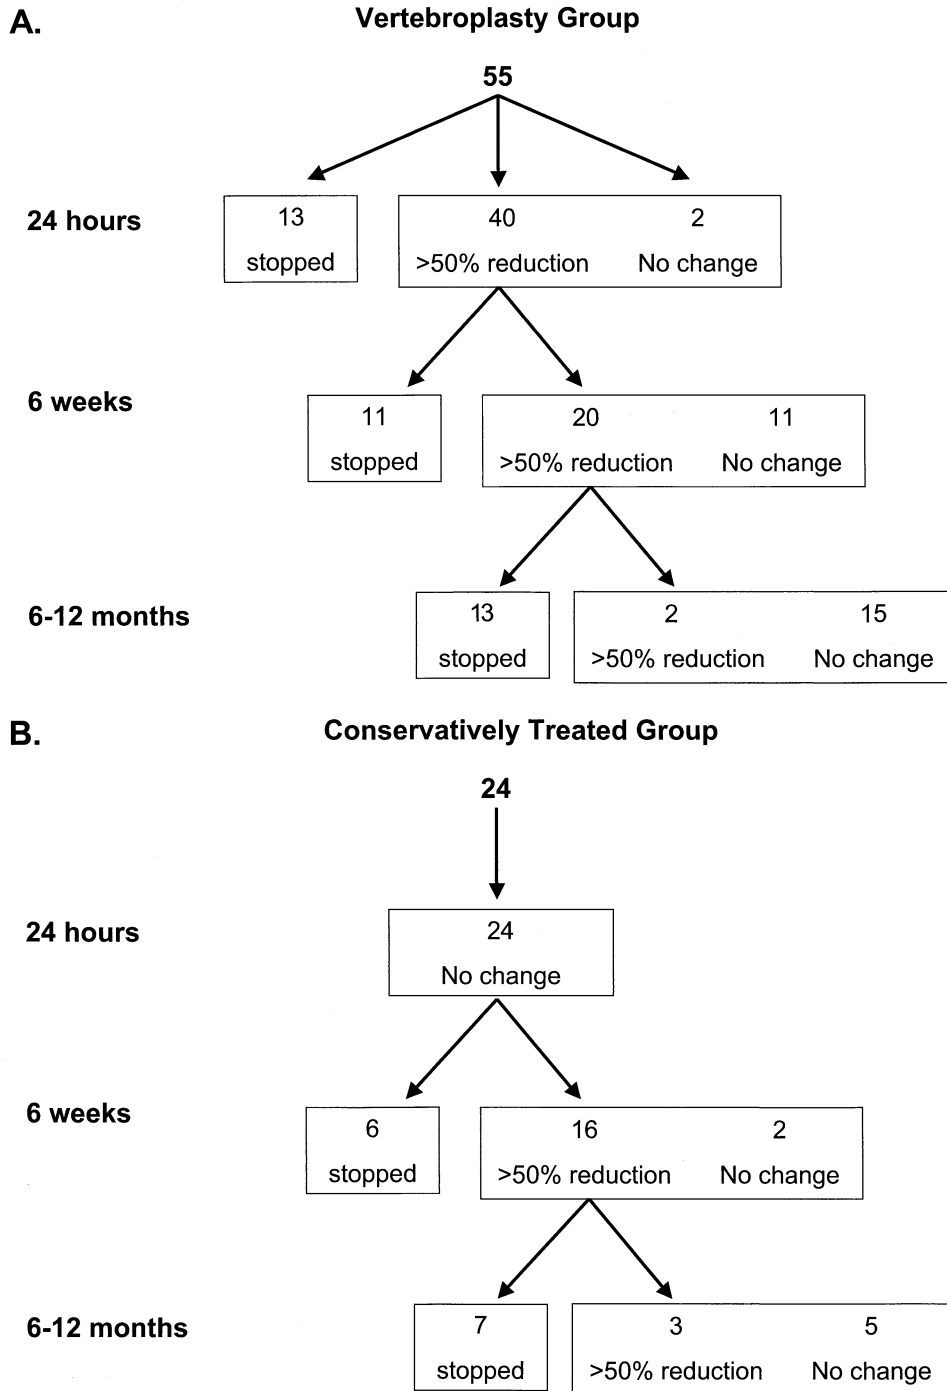 A.
Vertebroplasty Group
55
24 hours
13
stopped
40
>50% reduction
2
No change
6 weeks
11
stopped
20
>50% reduction
11
No change
6-12 months
13
stopped
2
>50% reduction
15
No change
B.
Conservatively Treated Group
24
24 hours
24
No change
6 weeks
6
stopped
16
>50% reduction
2
No change
6-12 months
7
stopped
3
>50% reduction
5
No change